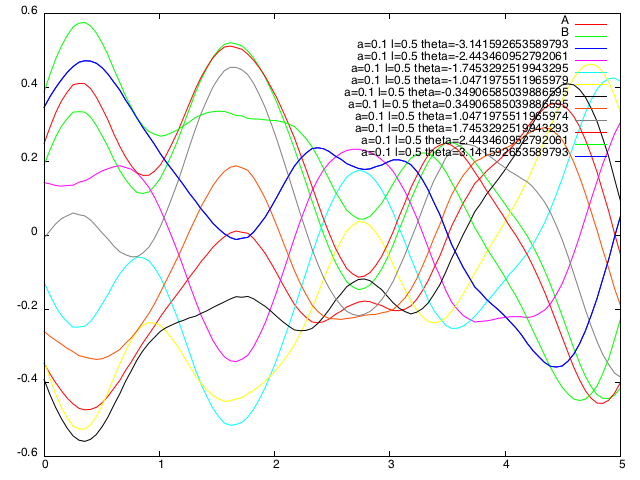 0.6
0.4
0.2
0
-0.2
-0.4
-0.6
0
1
2
3
4
5
A
B
a=0.1 l=0.5 theta=-3.141592653589793
a=0.1 l=0.5 theta=-2.443460952792061
a=0.1 l=0.5 theta=-1.7453292519943295
a=0.1 l=0.5 theta=-1.0471975511965979
a=0.1 l=0.5 theta=-0.34906585039886595
a=0.1 l=0.5 theta=0.34906585039886595
a=0.1 l=0.5 theta=1.0471975511965974
a=0.1 l=0.5 theta=1.7453292519943293
a=0.1 l=0.5 theta=2.443460952792061
a=0.1 l=0.5 theta=3.141592653589793